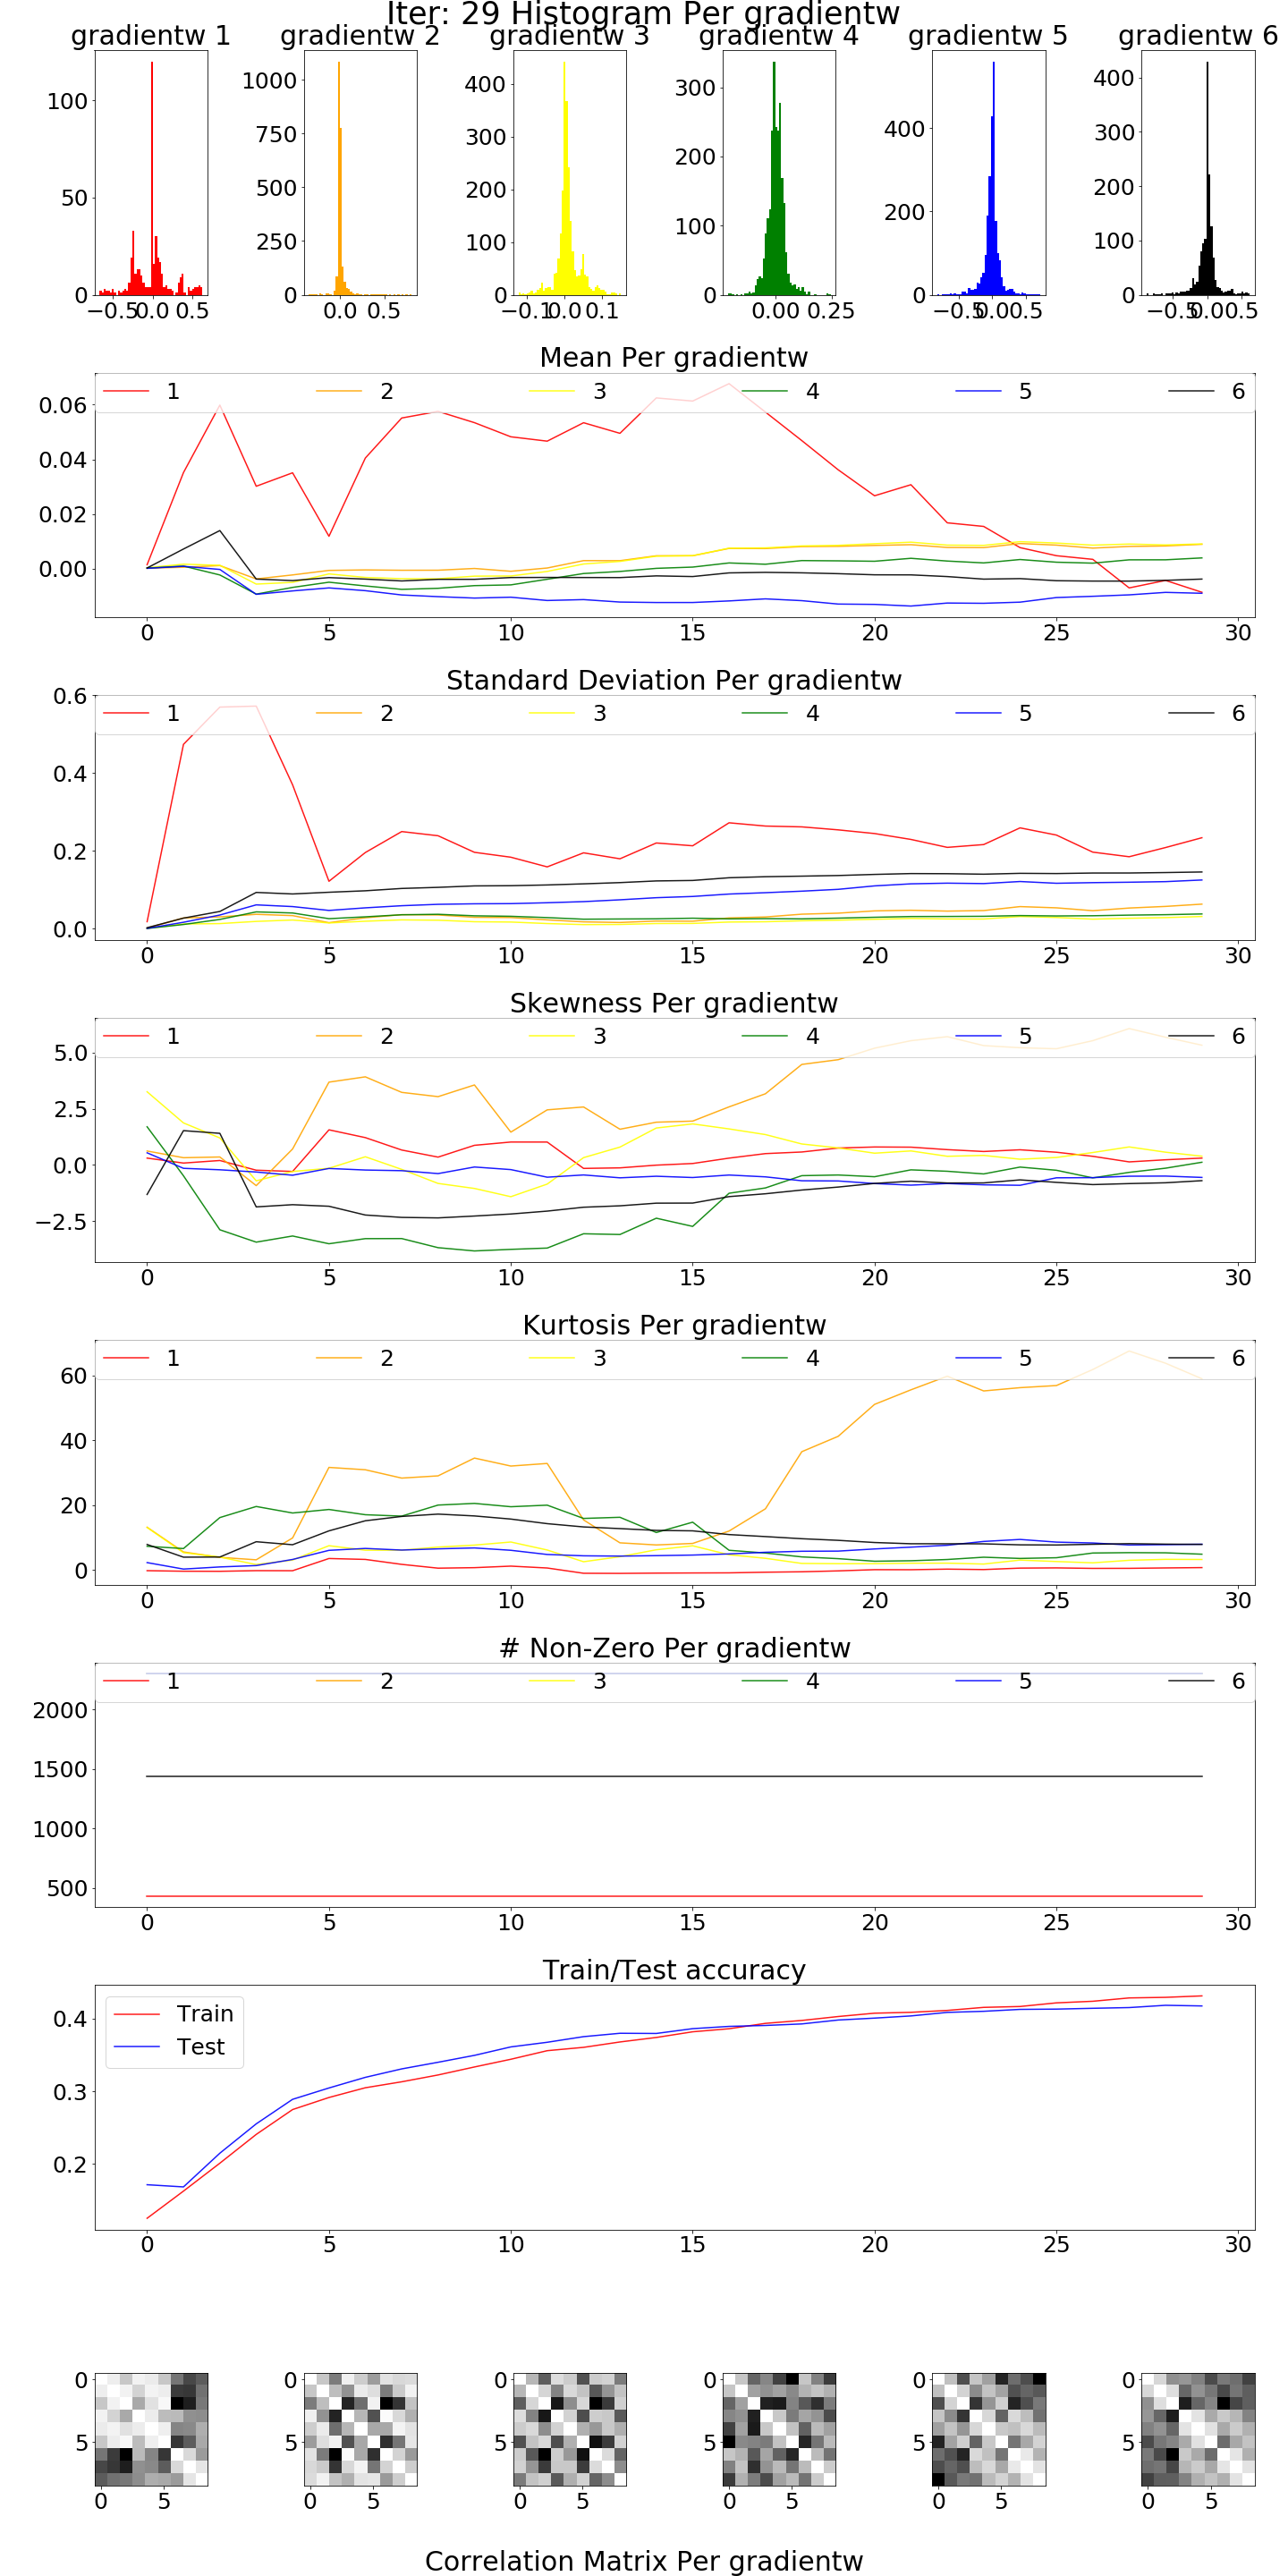 Iter: 29 Histogram Per gradientw
gradientw 1 gradientw 2 gradientw 3 gradientw 4 gradientw 5 gradientw 6
100
50
0
−0.5 0.0 0.5
1000
750
500
250
0
0.0 0.5
400
300
200
100
0
−0.1 0.0 0.1
300
200
100
0
0.00 0.25
400
200
0
−0.5 0.0 0.5
400
300
200
100
0
−0.5 0.0 0.5
Mean Per gradientw
1 2 3 4 5 6
0.06
0.04
0.02
0.00
0 5 10 15 20 25 30
Standard Deviation Per gradientw
1 2 3 4 5 6
0.6
0.4
0.2
0.0
0 5 10 15 20 25 30
Skewness Per gradientw
1 2 3 4 5 6
5.0
2.5
0.0
−2.5
0 5 10 15 20 25 30
Kurtosis Per gradientw
1 2 3 4 5 6
60
40
20
0
0 5 10 15 20 25 30
# Non-Zero Per gradientw
1 2 3 4 5 6
2000
1500
1000
500
0 5 10 15 20 25 30
Train/Test accuracy
Train
Test
0.4
0.3
0.2
0 5 10 15 20 25 30
0 0 0 0 0 0
5 5 5 5 5 5
0 5 0 5 0 5 0 5 0 5 0 5
Correlation Matrix Per gradientw